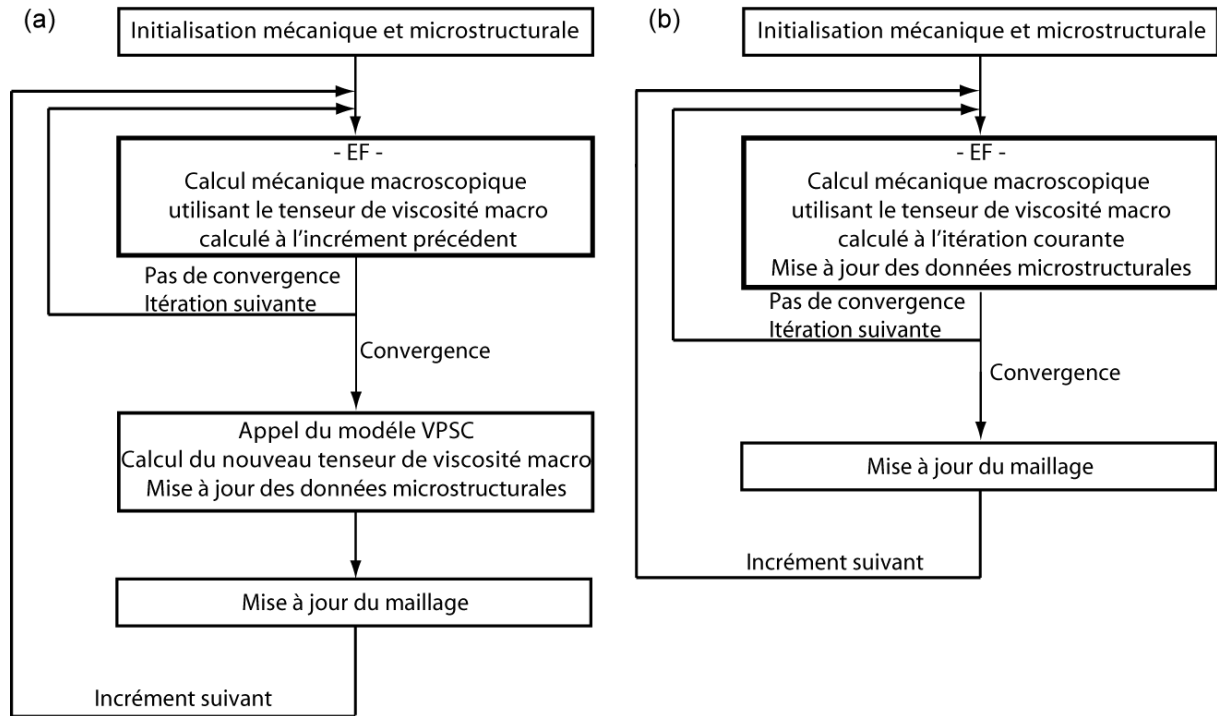 (a)
Initialisation mécanique et microstructurale
- EF -
Calcul mécanique macroscopique
utilisant le tenseur de viscosité macro
calculé à l'incrément précédent
Pas de convergence
Itération suivante
Convergence
Appel du modéle VPSC
Calcul du nouveau tenseur de viscosité macro
Mise à jour des données microstructurales
Mise à jour du maillage
Incrément suivant
(b)
Initialisation mécanique et microstructurale
- EF -
Calcul mécanique macroscopique
utilisant le tenseur de viscosité macro
calculé à l'itération courante
Mise à jour des données microstructurales
Pas de convergence
Itération suivante
Convergence
Mise à jour du maillage
Incrément suivant